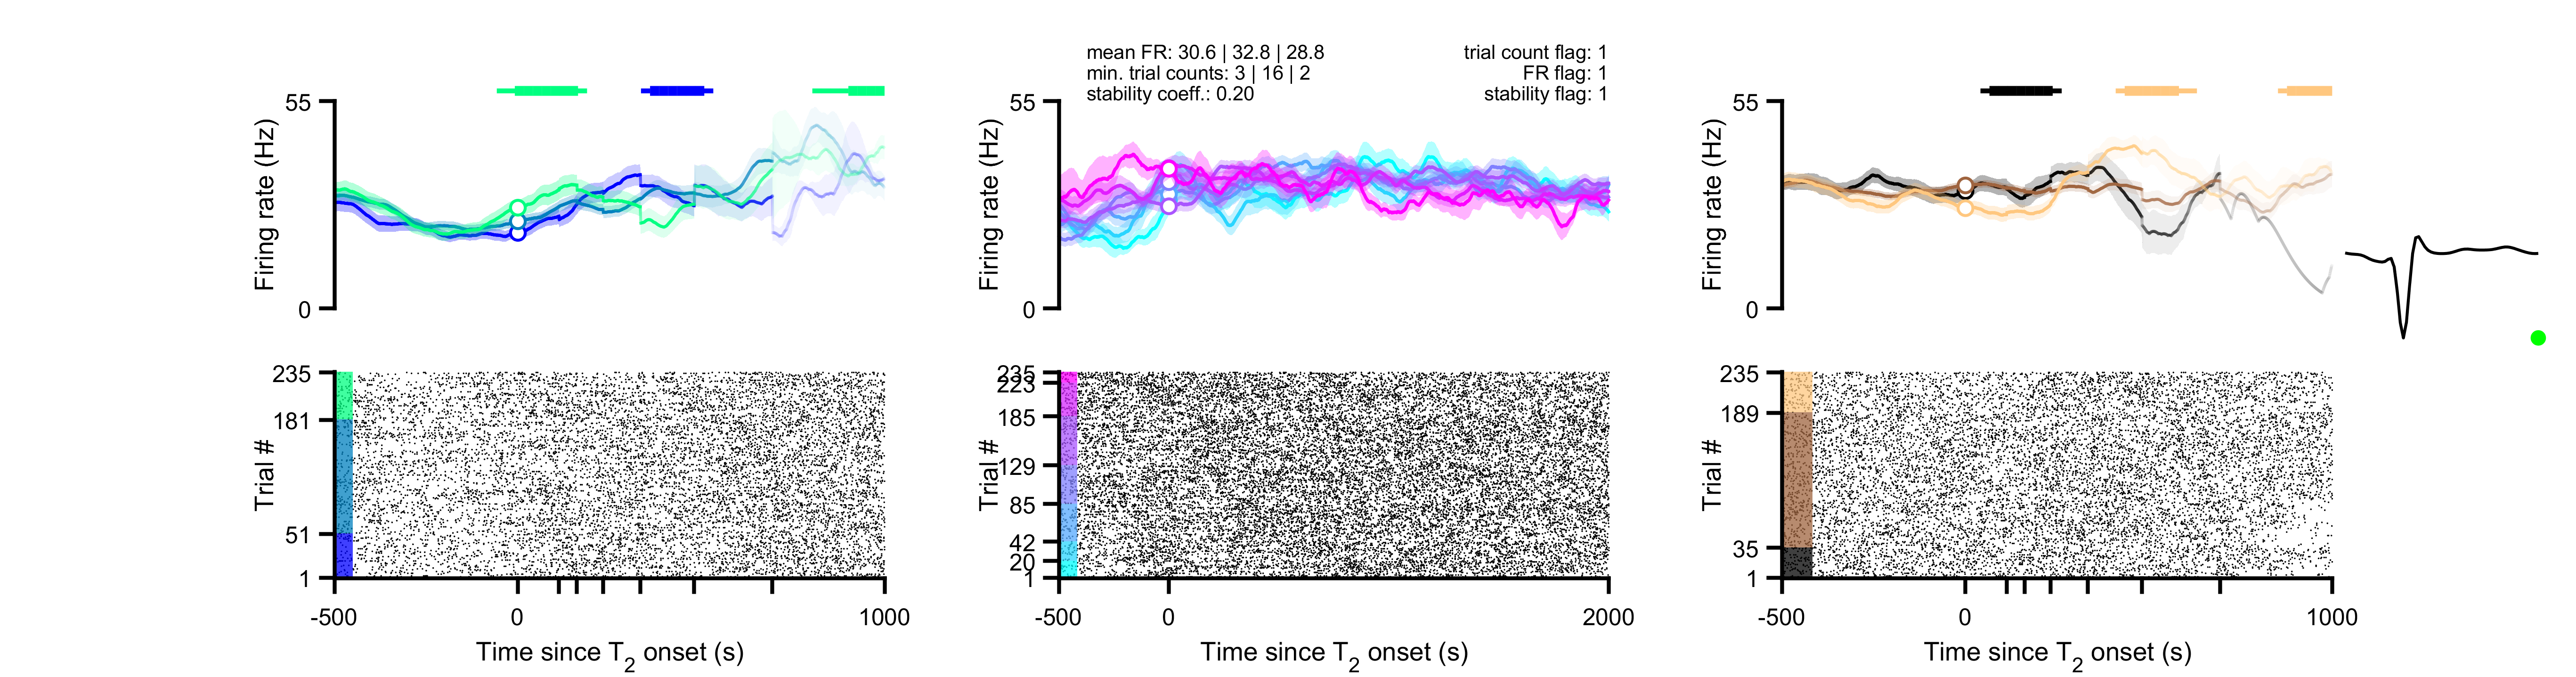 mean FR: 30.6 | 32.8 | 28.8
min. trial counts: 3 | 16 | 2
stability coeff.: 0.20
trial count flag: 1
FR flag: 1
stability flag: 1
Firing rate (Hz)
55
0
Firing rate (Hz)
55
0
Firing rate (Hz)
55
0
Trial #
235
181
51
1
-500
0
1000
Time since T2 onset (s)
Trial #
235
223
185
129
85
42
20
1
-500
0
2000
Time since T2 onset (s)
Trial #
235
189
35
1
-500
0
1000
Time since T2 onset (s)